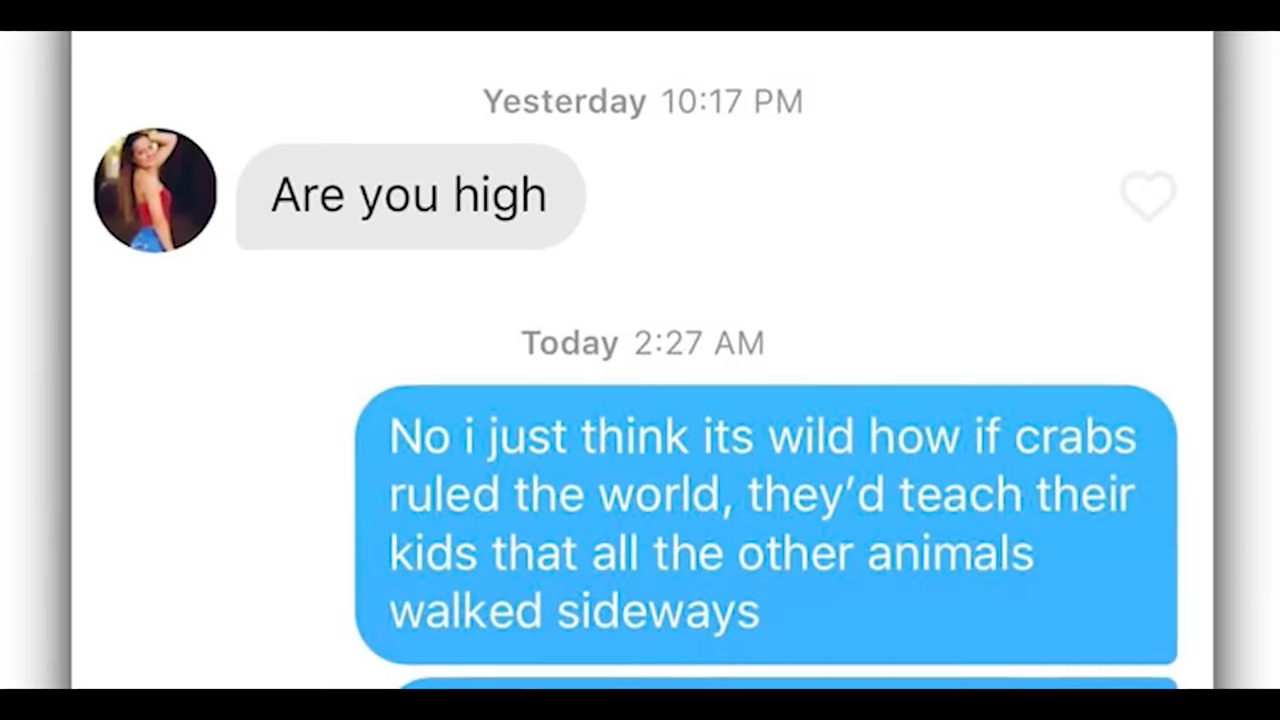 Yesterday 10:17 PM
Are you high
Today 2:27 AM
No i just think its wild how if crabs
ruled the world, they’d teach their
kids that all the other animals
walked sideways